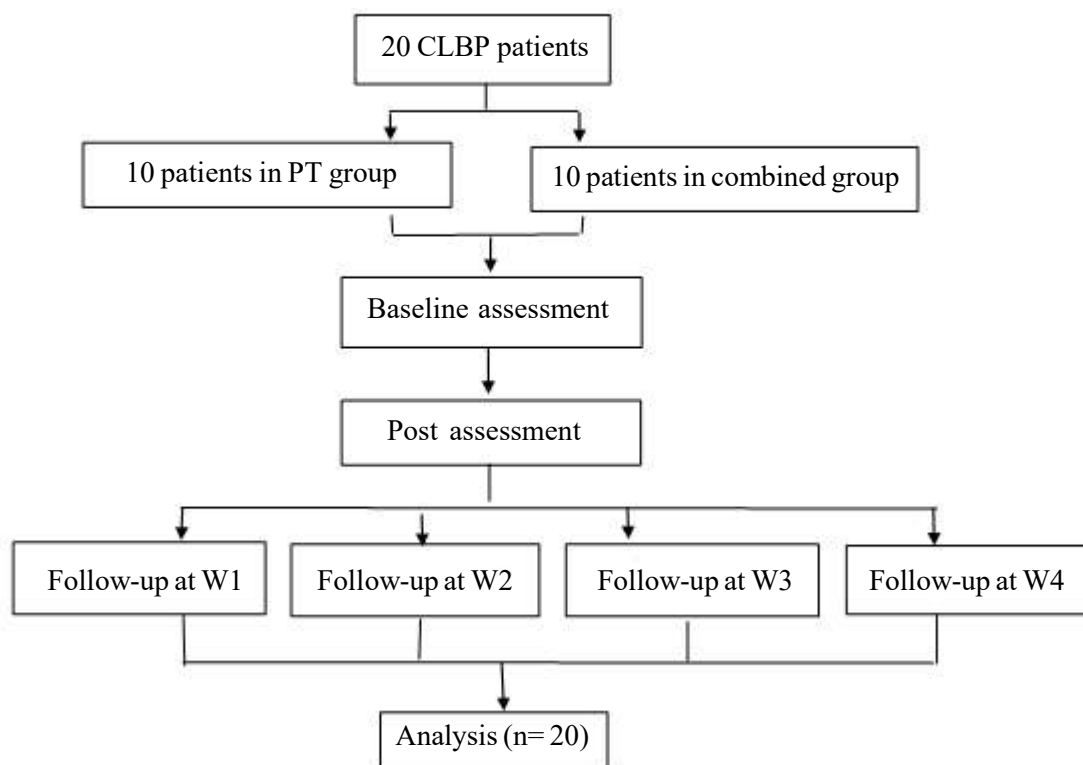 20 CLBP patients
10 patients in PT group
10 patients in combined group
Baseline assessment
Post assessment
Follow-up at W1
Follow-up at W2
Follow-up at W3
Follow-up at W4
Analysis (n= 20)